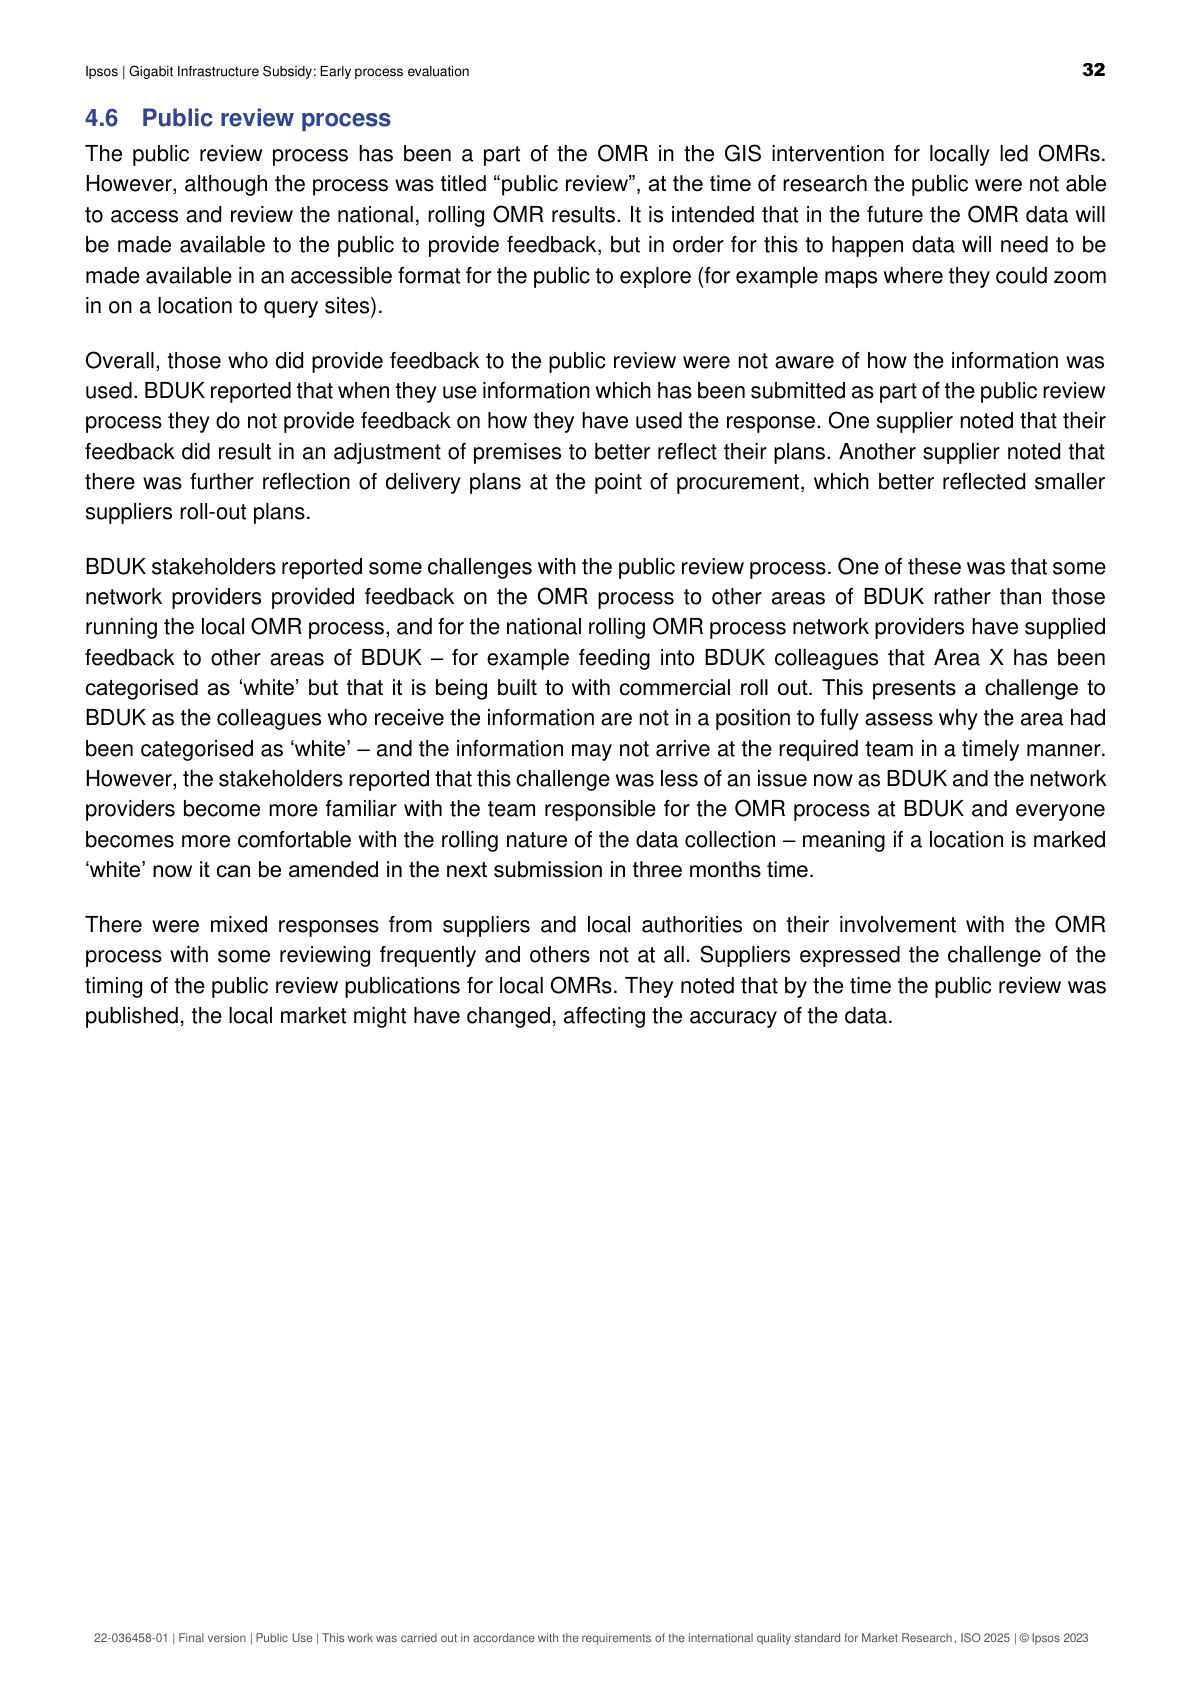 Ipsos | Gigabit Infrastructure Subsidy: Early process evaluation 32
4.6 Public review process
The public review process has been a part of the OMR in the GIS intervention for locally led OMRs.
However, although the process was titled “public review”, at the time of research the public were not able
to access and review the national, rolling OMR results. It is intended that in the future the OMR data will
be made available to the public to provide feedback, but in order for this to happen data will need to be
made available in an accessible format for the public to explore (for example maps where they could zoom
in on a location to query sites).
Overall, those who did provide feedback to the public review were not aware of how the information was
used. BDUK reported that when they use information which has been submitted as part of the public review
process they do not provide feedback on how they have used the response. One supplier noted that their
feedback did result in an adjustment of premises to better reflect their plans. Another supplier noted that
there was further reflection of delivery plans at the point of procurement, which better reflected smaller
suppliers roll-out plans.
BDUK stakeholders reported some challenges with the public review process. One of these was that some
network providers provided feedback on the OMR process to other areas of BDUK rather than those
running the local OMR process, and for the national rolling OMR process network providers have supplied
feedback to other areas of BDUK – for example feeding into BDUK colleagues that Area X has been
categorised as ‘white’ but that it is being built to with commercial roll out. This presents a challenge to
BDUK as the colleagues who receive the information are not in a position to fully assess why the area had
been categorised as ‘white’ – and the information may not arrive at the required team in a timely manner.
However, the stakeholders reported that this challenge was less of an issue now as BDUK and the network
providers become more familiar with the team responsible for the OMR process at BDUK and everyone
becomes more comfortable with the rolling nature of the data collection – meaning if a location is marked
‘white’ now it can be amended in the next submission in three months time.
There were mixed responses from suppliers and local authorities on their involvement with the OMR
process with some reviewing frequently and others not at all. Suppliers expressed the challenge of the
timing of the public review publications for local OMRs. They noted that by the time the public review was
published, the local market might have changed, affecting the accuracy of the data.
22-036458-01 | Final version | Public Use | This work was carried out in accordance with the requirements of the international quality standard for Market Research, ISO 2025 | © Ipsos 2023